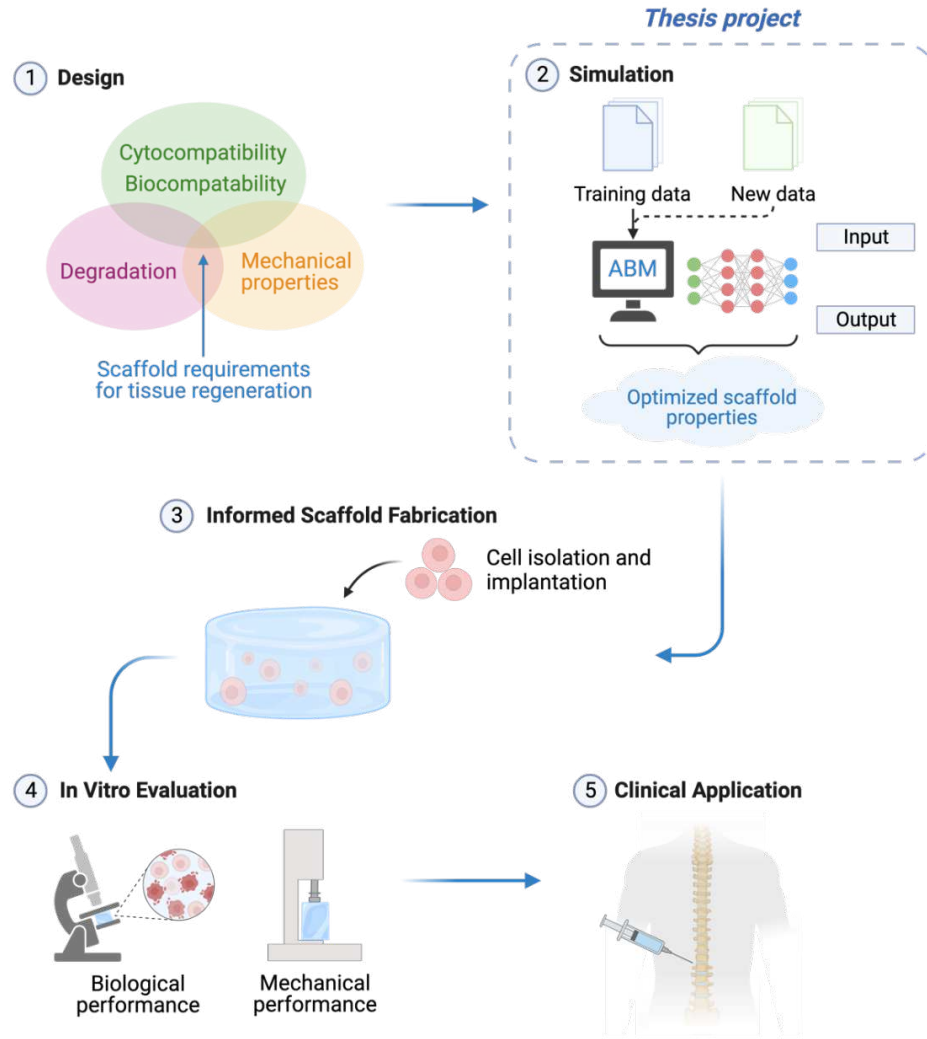 Thesis project
1 Design
Cytocompatibility
Biocompatability
Degradation
Mechanical
properties
Scaffold requirements
for tissue regeneration
2 Simulation
Training data
New data
ABM
Input
Output
Optimized scaffold
properties
3 Informed Scaffold Fabrication
Cell isolation and
implantation
4 In Vitro Evaluation
Biological
performance
Mechanical
performance
5 Clinical Application